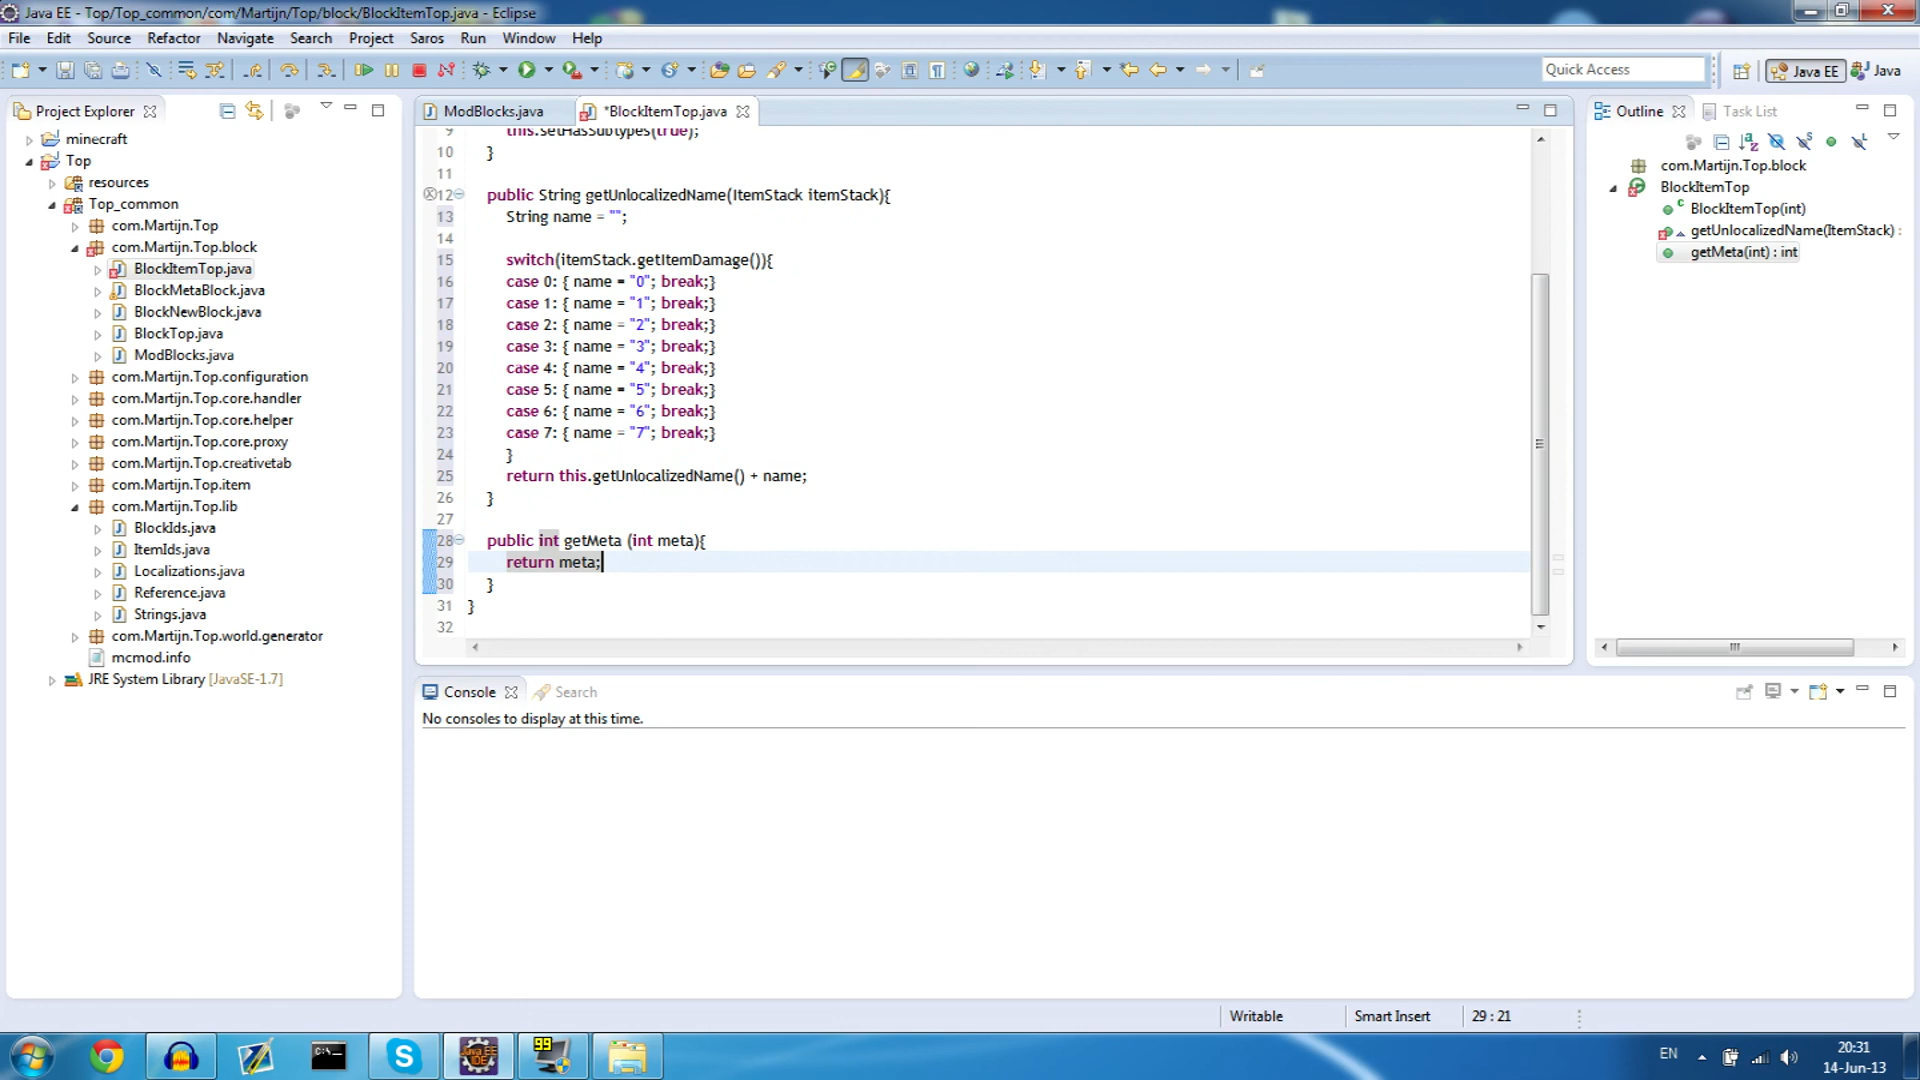 Java EE - Top/Top_common/com/Martijn/Top/block/BlockItemTop.java - Eclipse
File Edit Source Refactor Navigate Search Project Saros Run Window Help
Quick Access
Java EE
Java
Project Explorer
minecraft
Top
resources
Top_common
com.Martijn.Top
com.Martijn.Top.block
BlockItemTop.java
BlockMetaBlock.java
BlockNewBlock.java
BlockTop.java
ModBlocks.java
com.Martijn.Top.configuration
com.Martijn.Top.core.handler
com.Martijn.Top.core.helper
com.Martijn.Top.core.proxy
com.Martijn.Top.creativetab
com.Martijn.Top.item
com.Martijn.Top.lib
BlockIds.java
ItemIds.java
Localizations.java
Reference.java
Strings.java
com.Martijn.Top.world.generator
mcmod.info
JRE System Library [JavaSE-1.7]
ModBlocks.java
*BlockItemTop.java
9 this.setHasSubtypes(true);
10 }
11
12 public String getUnlocalizedName(ItemStack itemStack){
13 String name = "";
14
15 switch(itemStack.getItemDamage()){
16 case 0: { name = "0"; break;}
17 case 1: { name = "1"; break;}
18 case 2: { name = "2"; break;}
19 case 3: { name = "3"; break;}
20 case 4: { name = "4"; break;}
21 case 5: { name = "5"; break;}
22 case 6: { name = "6"; break;}
23 case 7: { name = "7"; break;}
24 }
25 return this.getUnlocalizedName() + name;
26 }
27
28 public int getMeta (int meta){
29 return meta;
30 }
31 }
32
Outline
Task List
com.Martijn.Top.block
BlockItemTop
BlockItemTop(int)
getUnlocalizedName(ItemStack) :
getMeta(int) : int
Console
Search
No consoles to display at this time.
Writable
Smart Insert
29 : 21
C:\
Java EE
IDE
99
EN
20:31
14-Jun-13